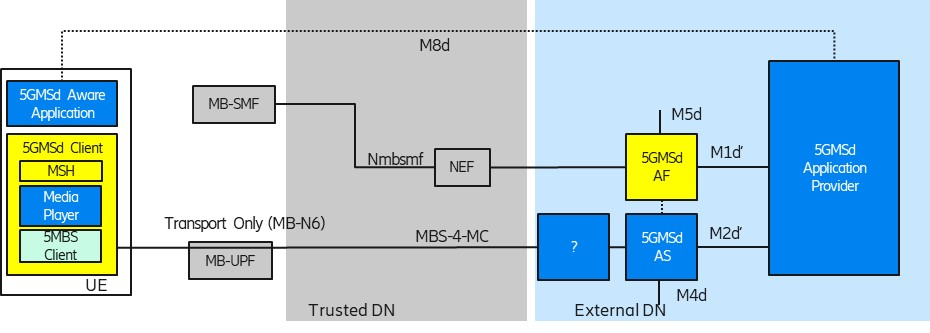 M8d
5GMSd Aware
Application
MB-SMF
M5d
5GMSd Client
MSH
Media
Player
5MBS
Client
UE
Nmbsmf
NEF
5GMSd
AF
M1d’
5GMSd
Application
Provider
Transport Only (MB-N6)
MB-UPF
MBS-4-MC
?
5GMSd
AS
M2d’
M4d
Trusted DN
External DN